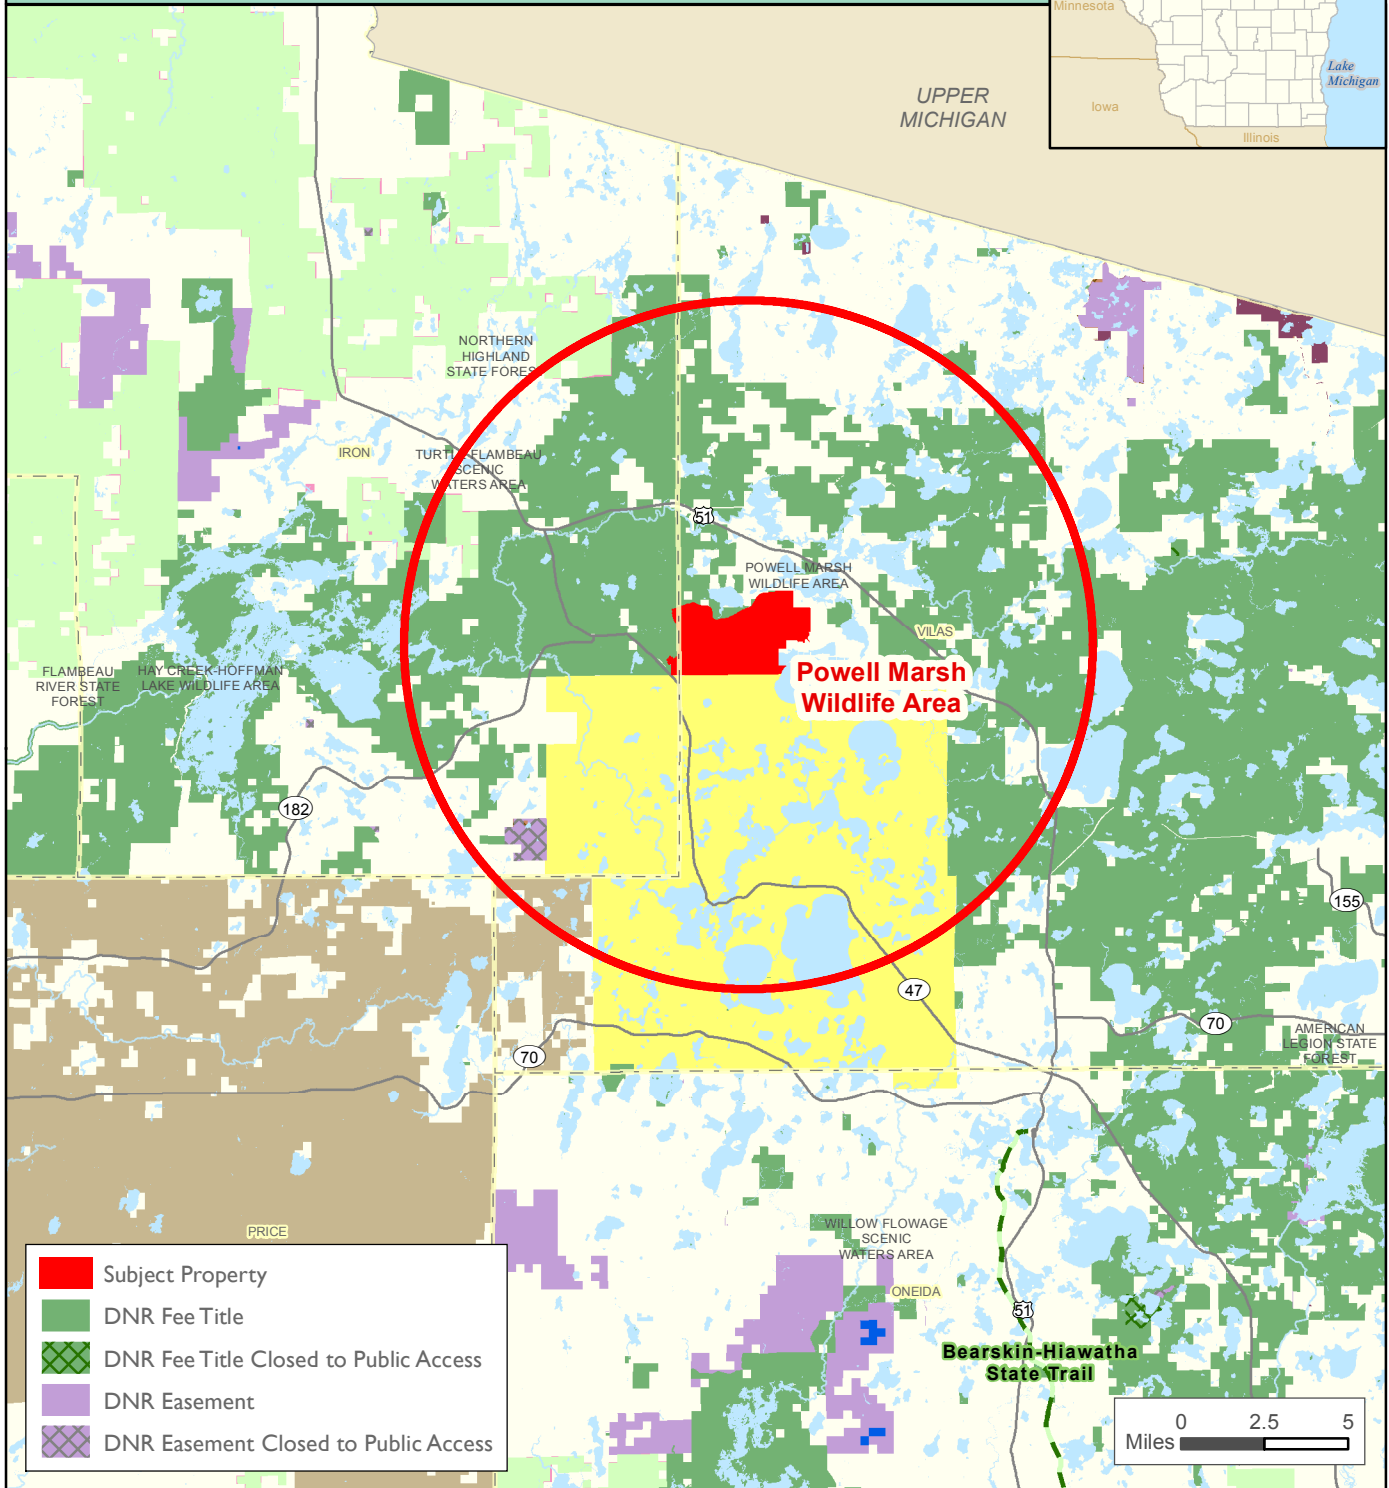 Minnesota
Lake
Michigan
Iowa
Illinois
UPPER
MICHIGAN
NORTHERN
HIGHLAND
STATE FORES
IRON
TURTLE-FLAMBEAU
SCENIC
WATERS AREA
51
POWELL MARSH
WILDLIFE AREA
VILAS
FLAMBEAU
RIVER STATE
FOREST
HAY CREEK-HOFFMAN
LAKE WILDLIFE AREA
Powell Marsh
Wildlife Area
182
155
47
70
70
AMERICAN
LEGION STATE
FOREST
PRICE
WILLOW FLOWAGE
SCENIC
WATERS AREA
ONEIDA
51
Bearskin-Hiawatha
State Trail
Subject Property
DNR Fee Title
DNR Fee Title Closed to Public Access
DNR Easement
DNR Easement Closed to Public Access
0 2.5 5
Miles